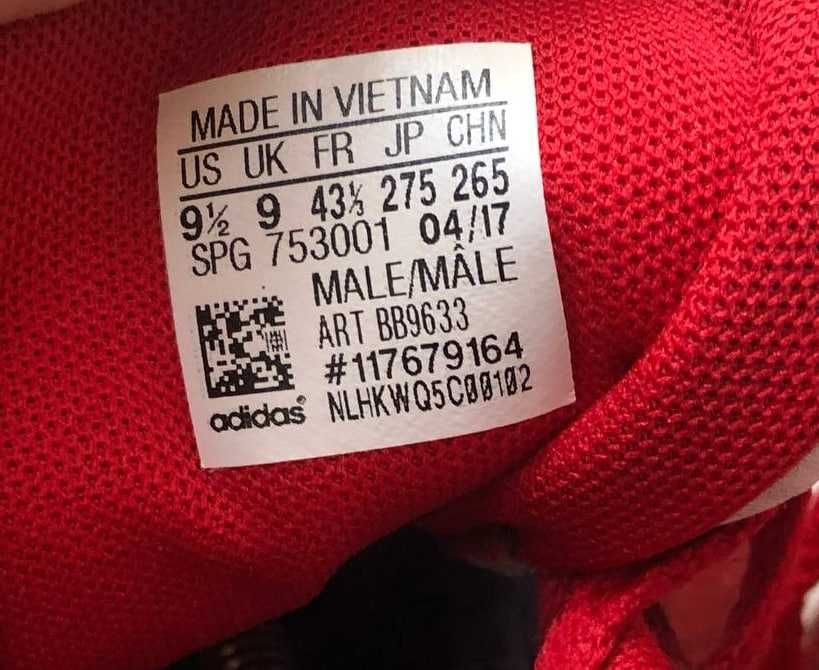 MADE IN VIETNAM
US UK FR JP CHN
9½ 9 43⅓ 275 265
SPG 753001 04/17
MALE/MÂLE
ART BB9633
#117679164
NLHKWQ5C00102
adidas®